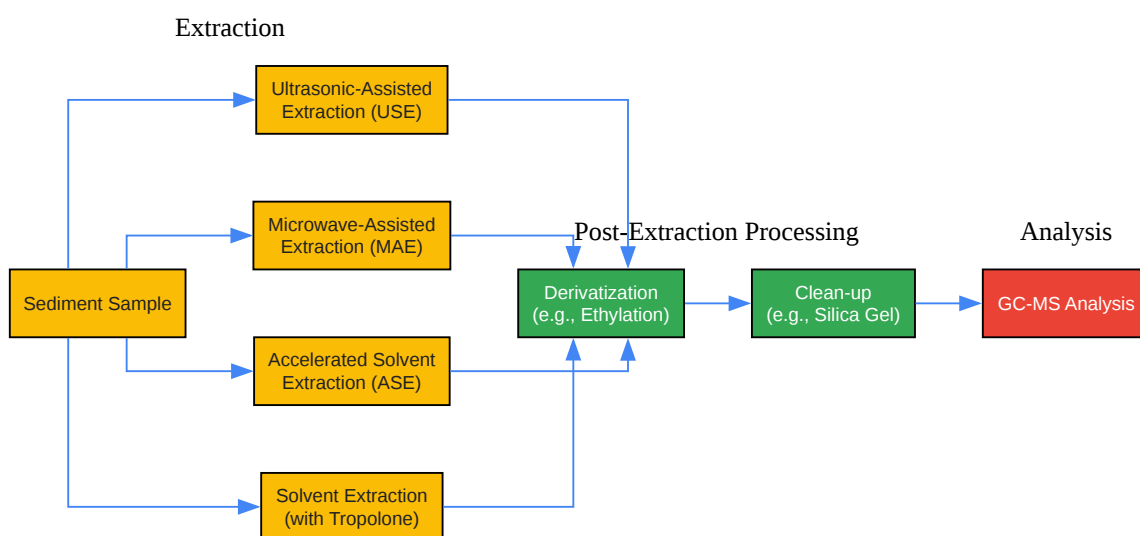 Extraction
Ultrasonic-Assisted
Extraction (USE)
Microwave-Assisted
Extraction (MAE)
Post-Extraction Processing
Analysis
Sediment Sample
Derivatization
(e.g., Ethylation)
Clean-up
(e.g., Silica Gel)
GC-MS Analysis
Accelerated Solvent
Extraction (ASE)
Solvent Extraction
(with Tropolone)